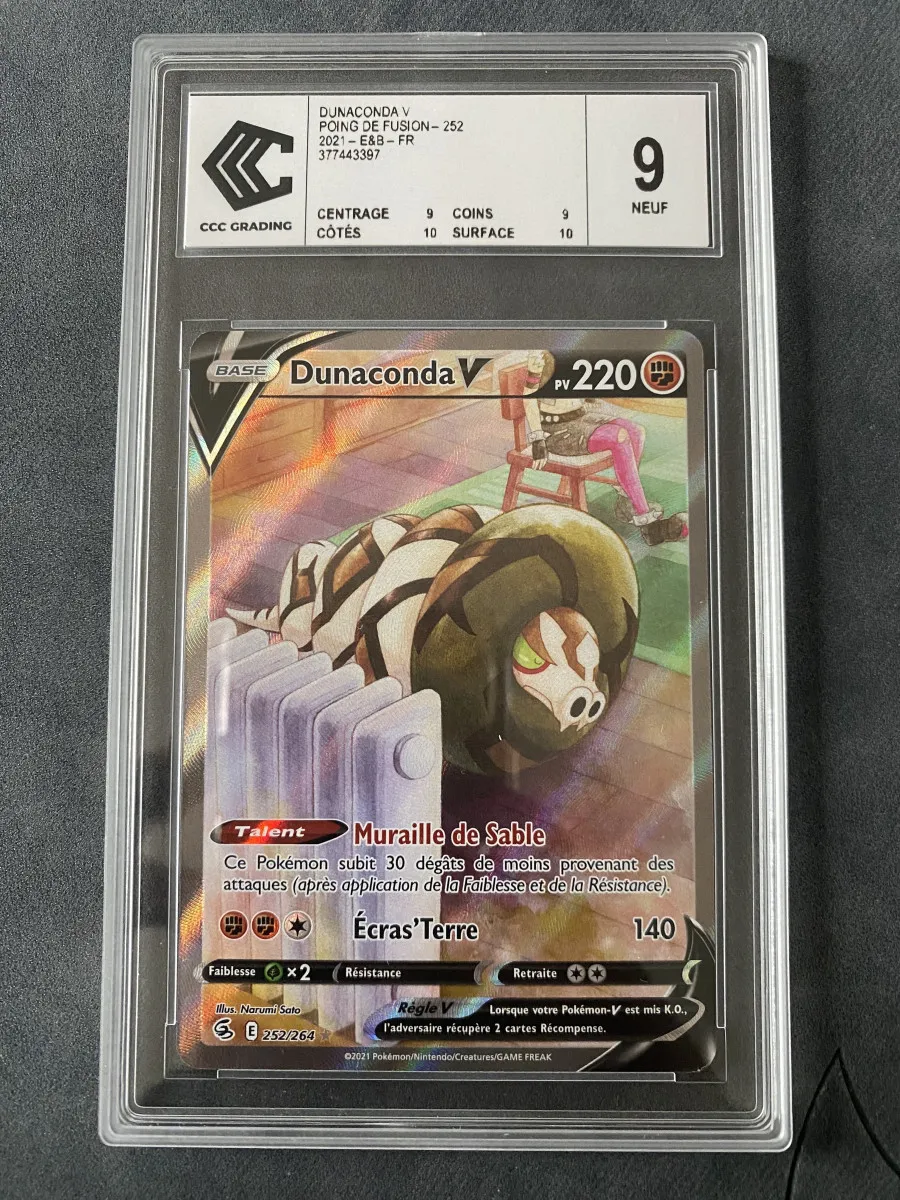 DUNACONDA V
POING DE FUSION – 252
2021 – E&B – FR
377443397
CCC GRADING
CENTRAGE 9 COINS 9
CÔTÉS 10 SURFACE 10
9
NEUF
BASE Dunaconda V PV 220
Talent Muraille de Sable
Ce Pokémon subit 30 dégâts de moins provenant des
attaques (après application de la Faiblesse et de la Résistance).
Écras'Terre 140
Faiblesse ×2 Résistance Retraite
Illus. Narumi Sato
Règle V Lorsque votre Pokémon-V est mis K.O.,
l'adversaire récupère 2 cartes Récompense.
E 252/264
©2021 Pokémon/Nintendo/Creatures/GAME FREAK